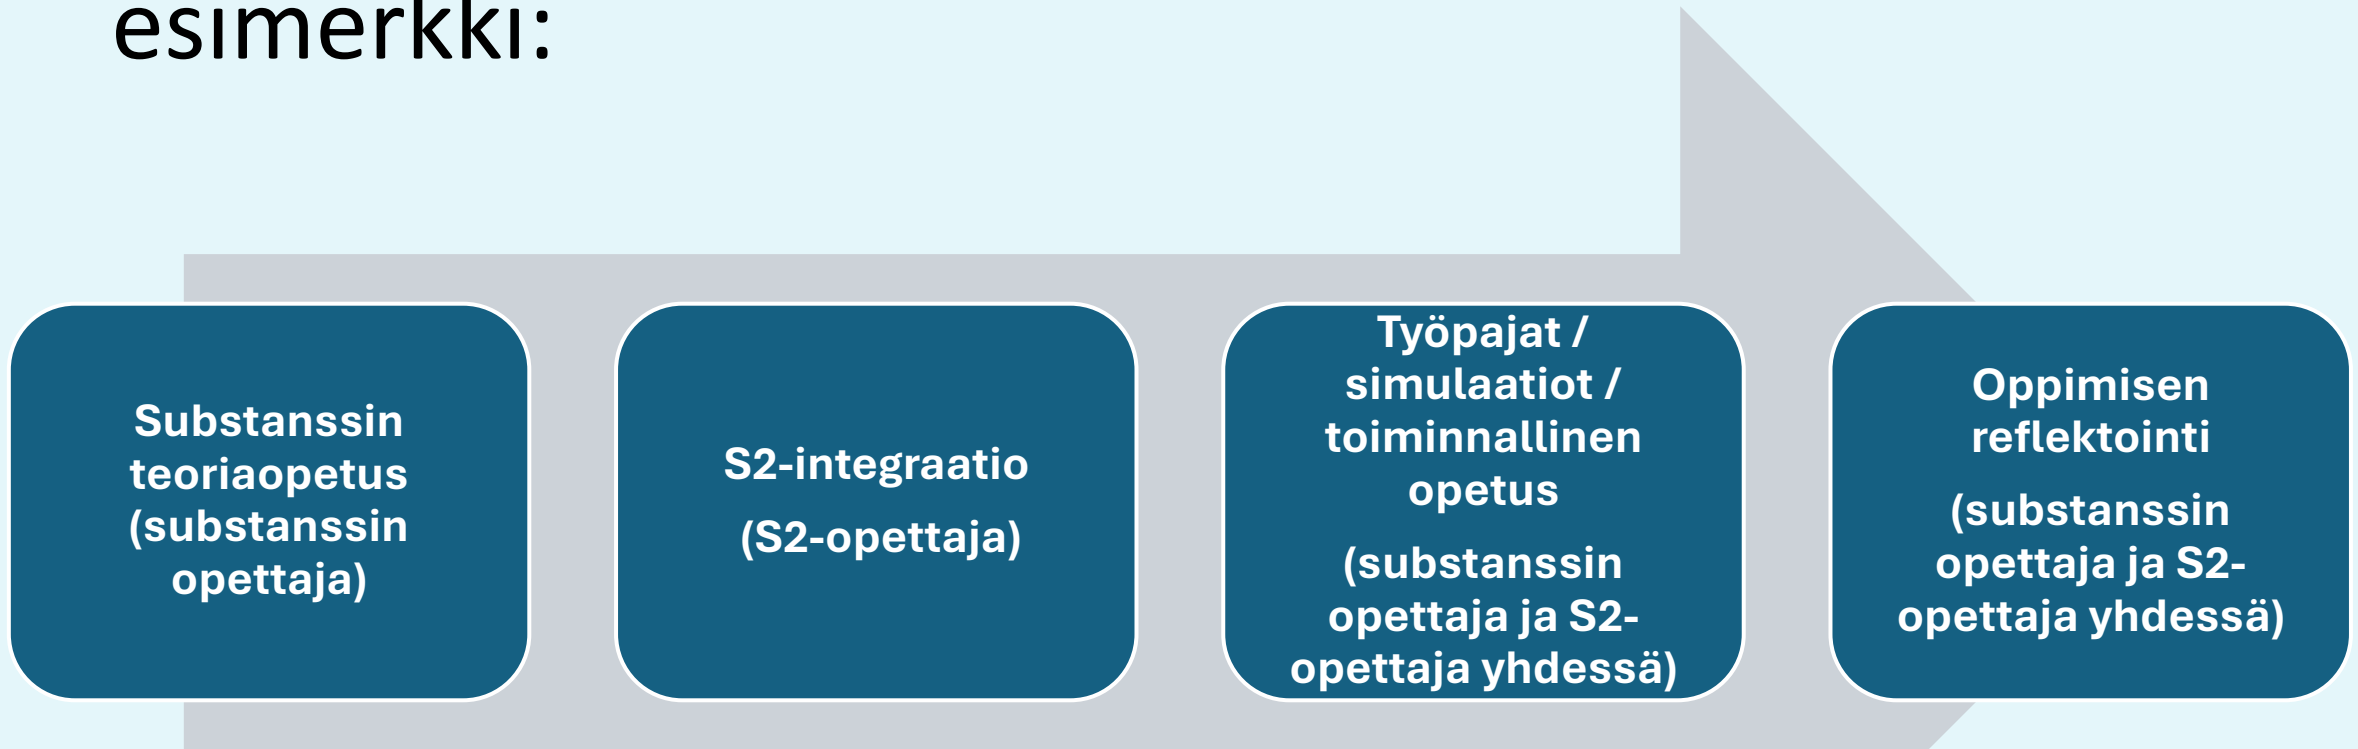 esimerkki:
Substanssin
teoriaopetus
(substanssin
opettaja)
S2-integraatio
(S2-opettaja)
Työpajat /
simulaatiot /
toiminnallinen
opetus
(substanssin
opettaja ja S2-
opettaja yhdessä)
Oppimisen
reflektointi
(substanssin
opettaja ja S2-
opettaja yhdessä)